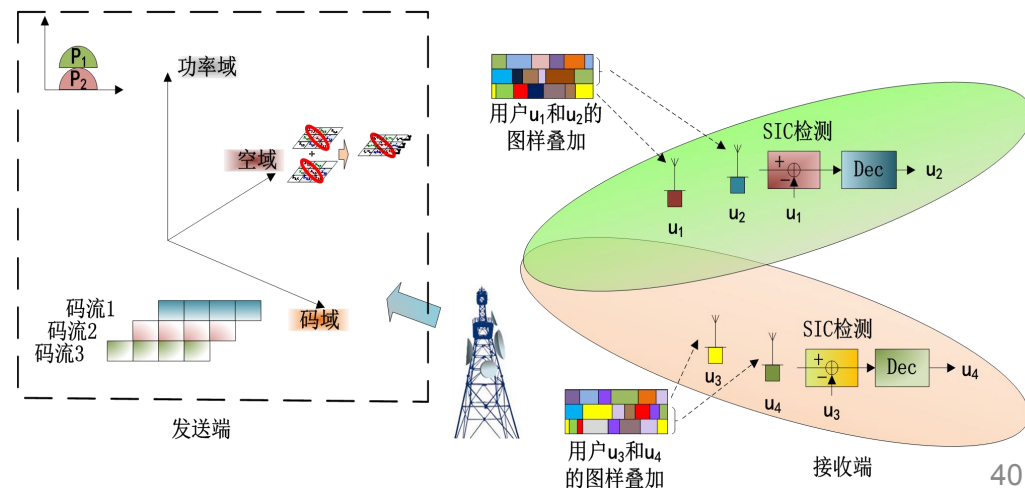 P₁
P₂
功率域
空域
+
码域
码流1
码流2
码流3
发送端
用户u₁和u₂的
图样叠加
SIC检测
+
−
Dec
u₂
u₁
u₂
u₁
SIC检测
+
−
Dec
u₄
u₃
u₄
u₃
用户u₃和u₄
的图样叠加
接收端
40